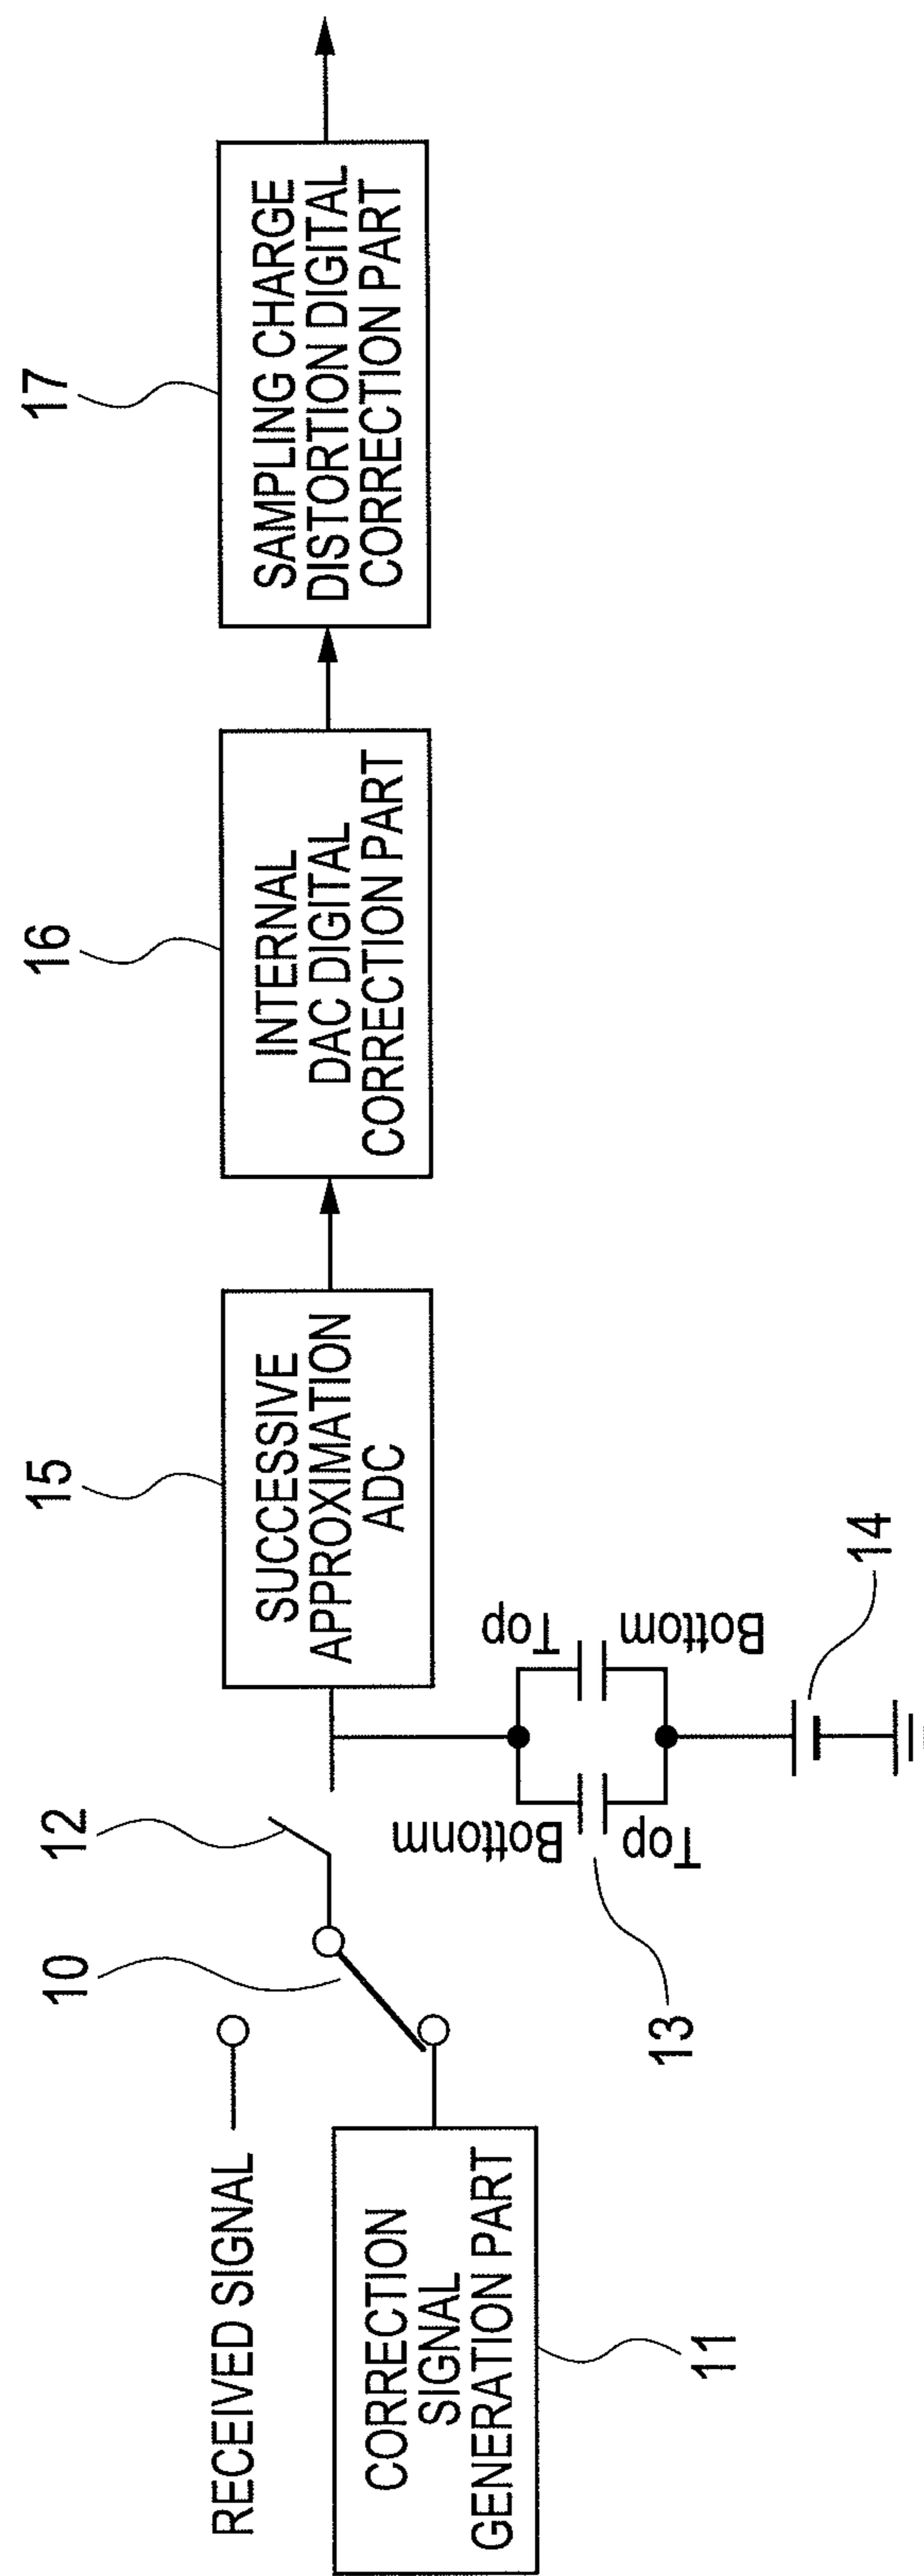 RECEIVED SIGNAL
10
12
CORRECTION
SIGNAL
GENERATION PART
11
15
SUCCESSIVE
APPROXIMATION
ADC
16
INTERNAL
DAC DIGITAL
CORRECTION PART
17
SAMPLING CHARGE
DISTORTION DIGITAL
CORRECTION PART
Bottonm
Top
Top
Bottom
13
14